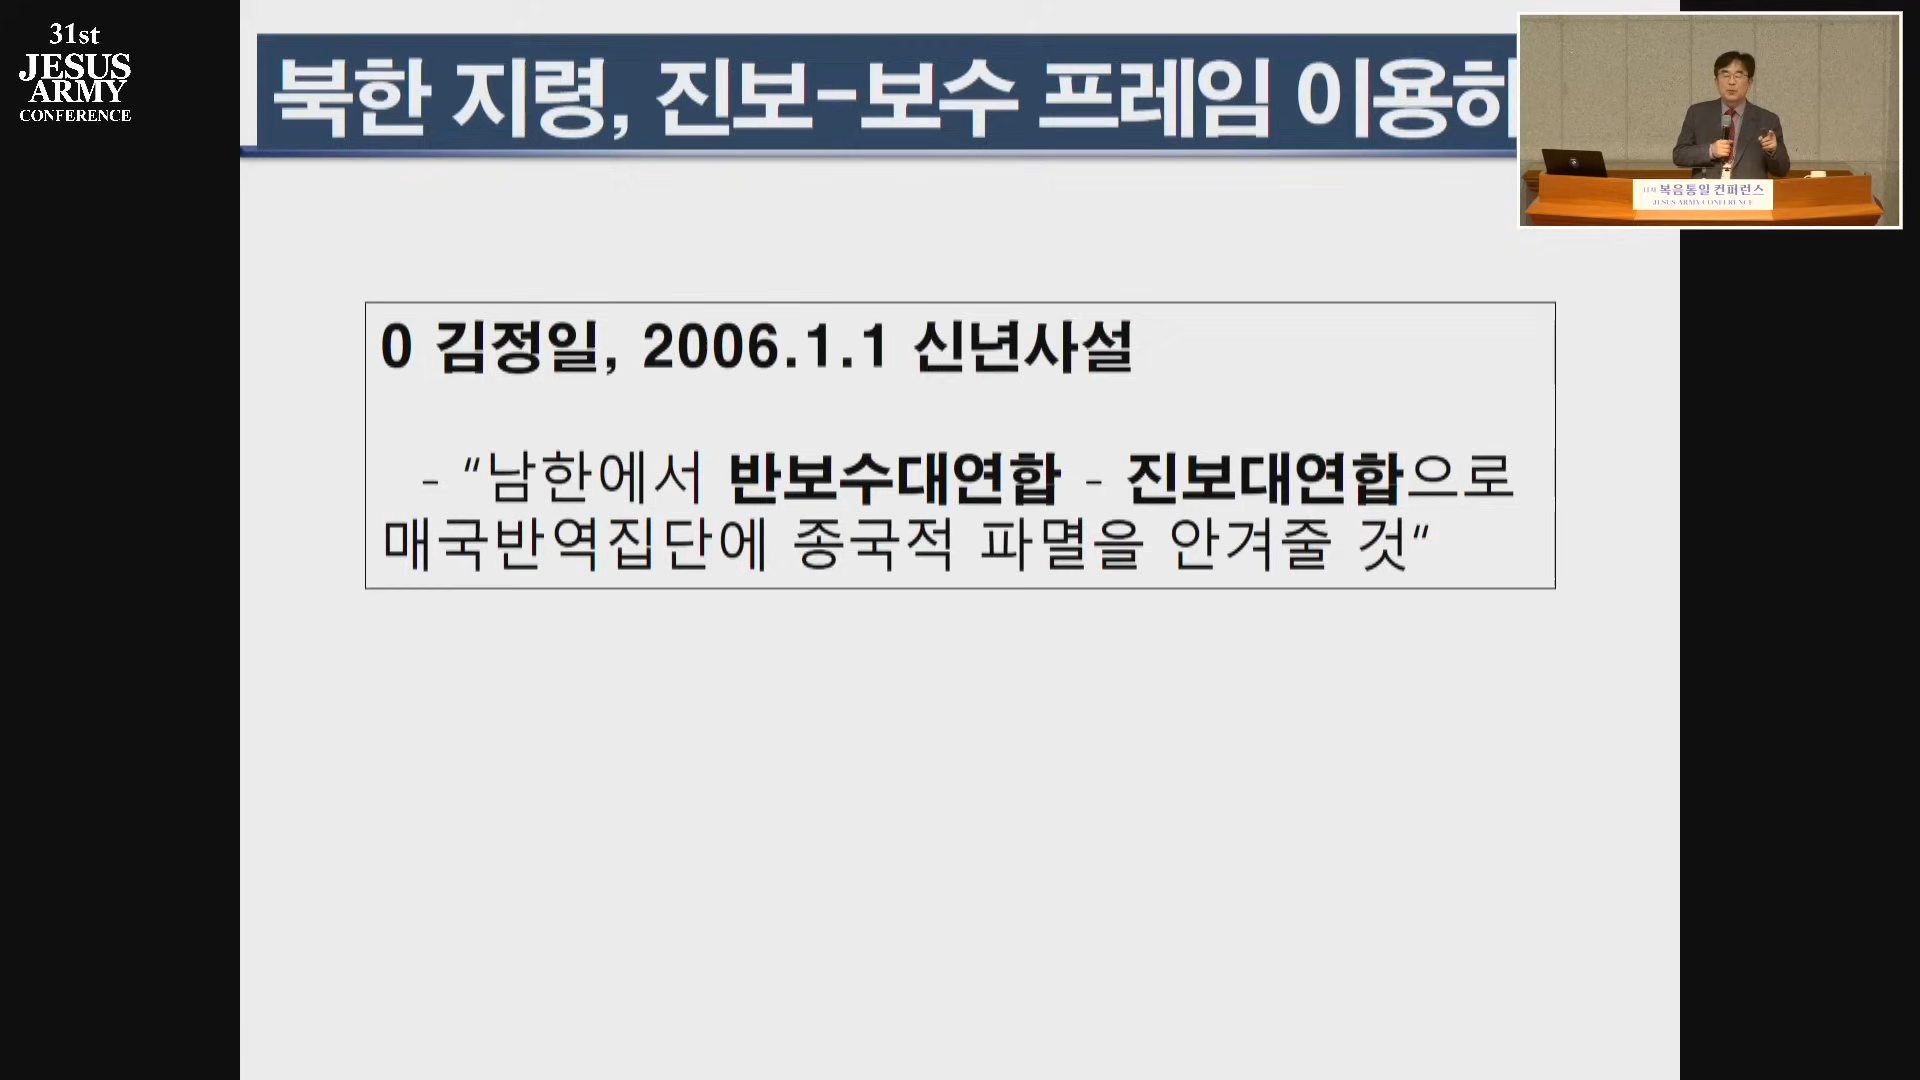 31st
JESUS
ARMY
CONFERENCE
북한 지령, 진보-보수 프레임 이용하
0 김정일, 2006.1.1 신년사설
- “남한에서 반보수대연합 - 진보대연합으로
매국반역집단에 종국적 파멸을 안겨줄 것“
복음통일 컨퍼런스
JESUS ARMY CONFERENCE